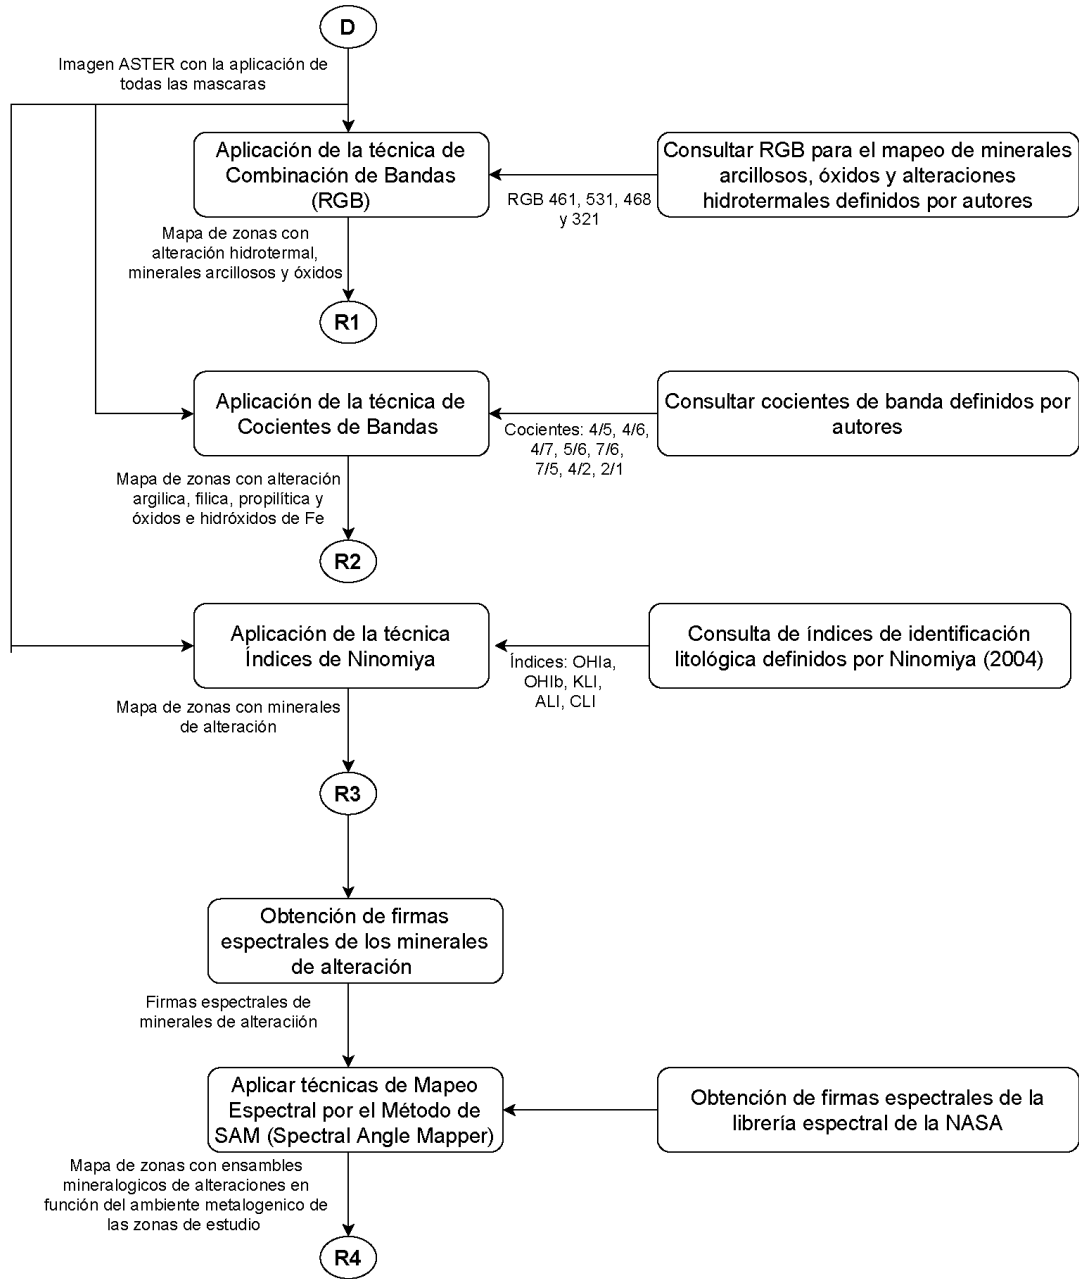 D
Imagen ASTER con la aplicación de
todas las mascaras
Aplicación de la técnica de
Combinación de Bandas
(RGB)
Consultar RGB para el mapeo de minerales
arcillosos, óxidos y alteraciones
hidrotermales definidos por autores
RGB 461, 531, 468
y 321
Mapa de zonas con
alteración hidrotermal,
minerales arcillosos y óxidos
R1
Aplicación de la técnica de
Cocientes de Bandas
Consultar cocientes de banda definidos por
autores
Cocientes: 4/5, 4/6,
4/7, 5/6, 7/6,
7/5, 4/2, 2/1
Mapa de zonas con alteración
argilica, filica, propilítica y
óxidos e hidróxidos de Fe
R2
Aplicación de la técnica
Índices de Ninomiya
Consulta de índices de identificación
litológica definidos por Ninomiya (2004)
Índices: OHIa,
OHIb, KLI,
ALI, CLI
Mapa de zonas con minerales
de alteración
R3
Obtención de firmas
espectrales de los minerales
de alteración
Firmas espectrales de
minerales de alteraciión
Aplicar técnicas de Mapeo
Espectral por el Método de
SAM (Spectral Angle Mapper)
Obtención de firmas espectrales de la
librería espectral de la NASA
Mapa de zonas con ensambles
mineralogicos de alteraciones en
función del ambiente metalogenico de
las zonas de estudio
R4